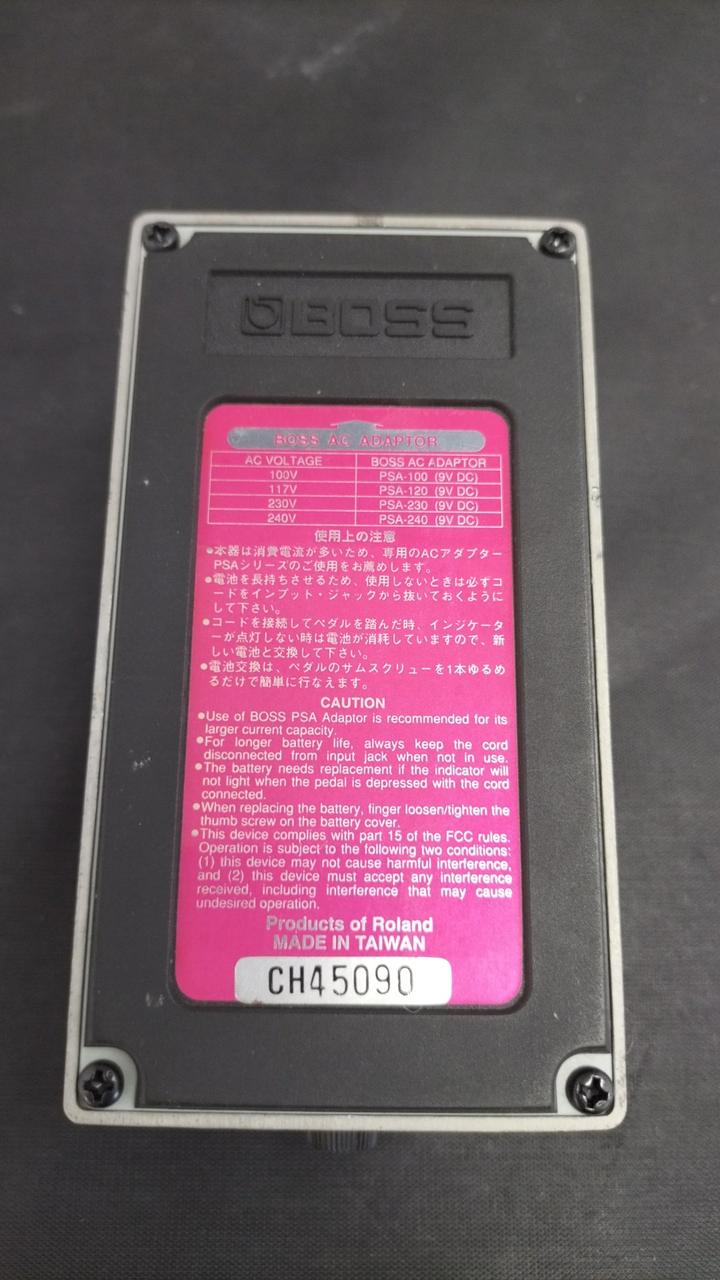 BOSS
BOSS AC ADAPTOR
AC VOLTAGE BOSS AC ADAPTOR
100V PSA-100 (9V DC)
117V PSA-120 (9V DC)
230V PSA-230 (9V DC)
240V PSA-240 (9V DC)
使用上の注意
●本器は消費電流が多いため、専用のACアダプター
PSAシリーズのご使用をお薦めします。
●電池を長持ちさせるため、使用しないときは必ずコ
ードをインプット・ジャックから抜いておくように
して下さい。
●コードを接続してペダルを踏んだ時、インジケータ
ーが点灯しない時は電池が消耗していますので、新
しい電池と交換して下さい。
●電池交換は、ペダルのサムスクリューを1本ゆるめ
るだけで簡単に行なえます。
CAUTION
●Use of BOSS PSA Adaptor is recommended for its
larger current capacity.
●For longer battery life, always keep the cord
disconnected from input jack when not in use.
●The battery needs replacement if the indicator will
not light when the pedal is depressed with the cord
connected.
●When replacing the battery, finger loosen/tighten the
thumb screw on the battery cover.
●This device complies with part 15 of the FCC rules.
Operation is subject to the following two conditions:
(1) this device may not cause harmful interference,
and (2) this device must accept any interference
received, including interference that may cause
undesired operation.
Products of Roland
MADE IN TAIWAN
CH45090